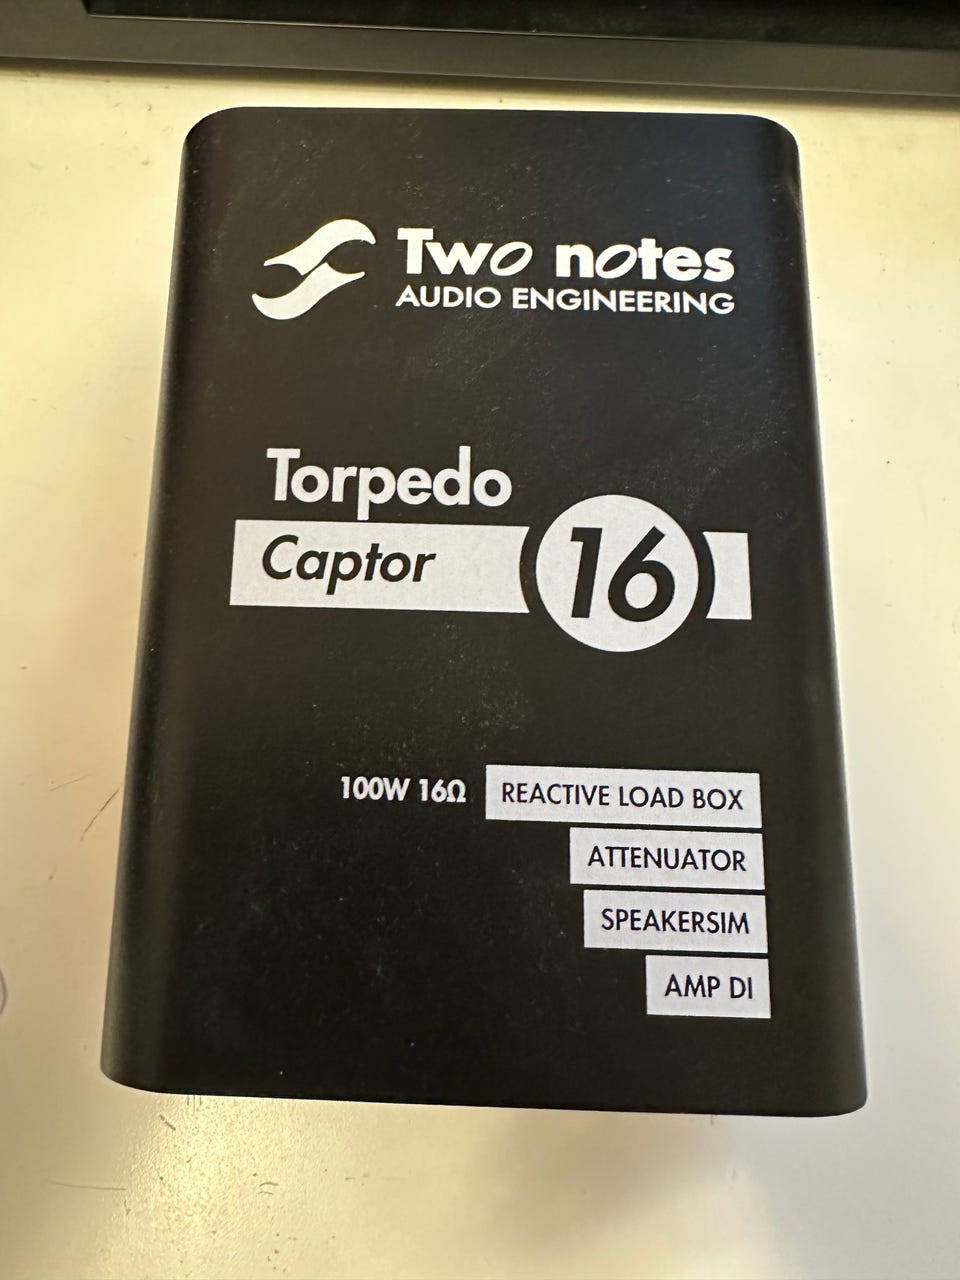 Two notes
AUDIO ENGINEERING
Torpedo
Captor 16
100W 16Ω REACTIVE LOAD BOX
ATTENUATOR
SPEAKERSIM
AMP DI